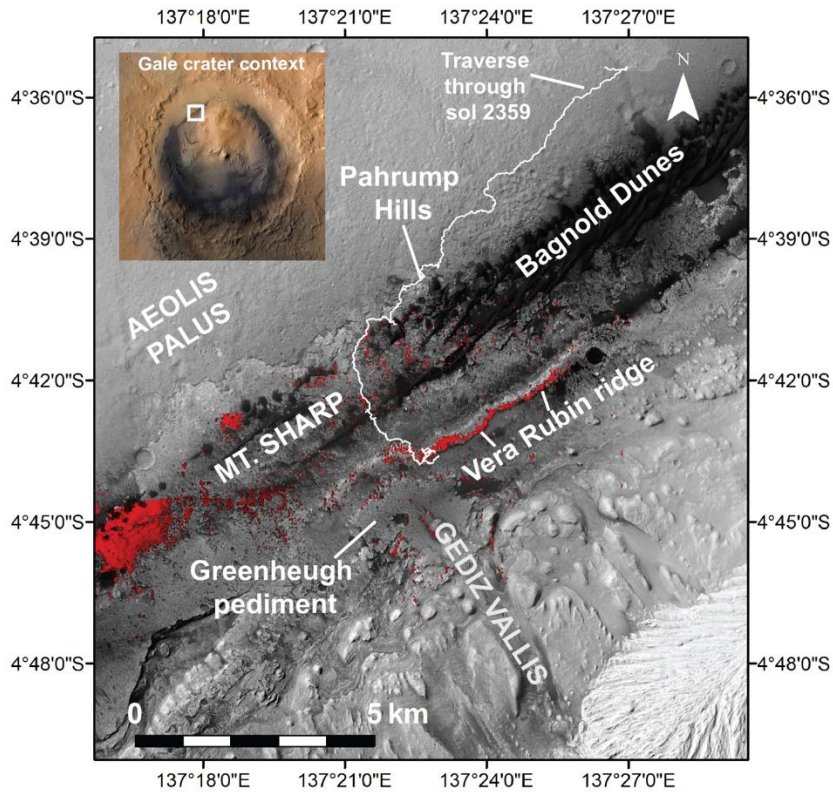 137°18'0"E 137°21'0"E 137°24'0"E 137°27'0"E
Gale crater context
Traverse
through
sol 2359
N
4°36'0"S 4°36'0"S
Pahrump
Hills
Bagnold Dunes
4°39'0"S 4°39'0"S
AEOLIS
PALUS
4°42'0"S 4°42'0"S
MT. SHARP
Vera Rubin ridge
4°45'0"S 4°45'0"S
Greenheugh
pediment
GEDIZ VALLIS
4°48'0"S 4°48'0"S
0 5 km
137°18'0"E 137°21'0"E 137°24'0"E 137°27'0"E